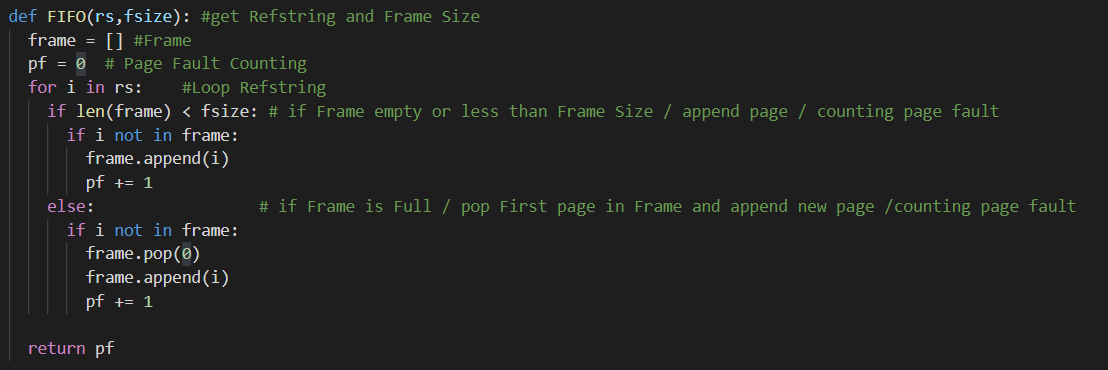 def FIFO(rs,fsize): #get Refstring and Frame Size
  frame = [] #Frame
  pf = 0  # Page Fault Counting
  for i in rs:    #Loop Refstring
    if len(frame) < fsize: # if Frame empty or less than Frame Size / append page / counting page fault
      if i not in frame:
        frame.append(i)
        pf += 1
    else:                 # if Frame is Full / pop First page in Frame and append new page /counting page fault
      if i not in frame:
        frame.pop(0)
        frame.append(i)
        pf += 1
  return pf